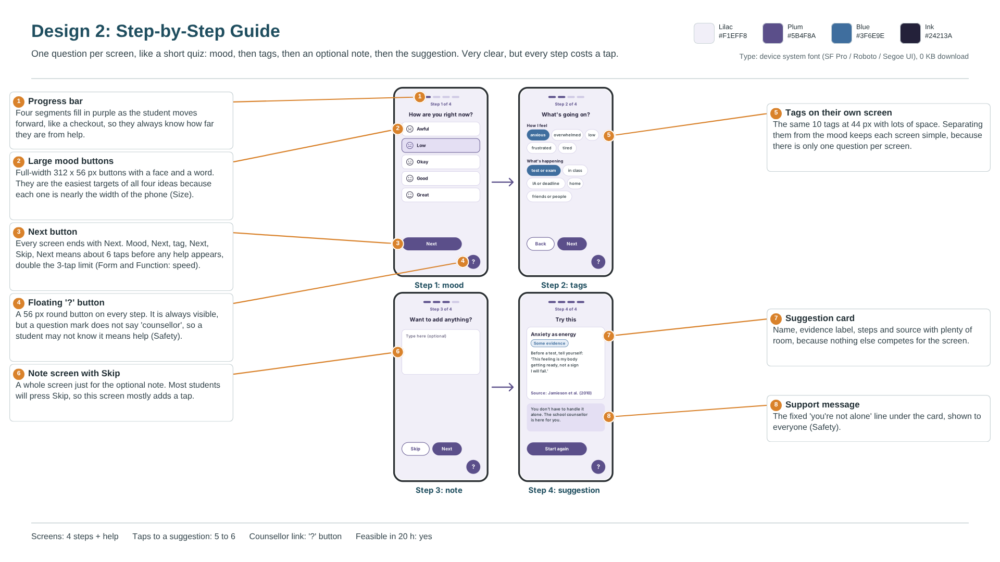 Design 2: Step-by-Step Guide
One question per screen, like a short quiz: mood, then tags, then an optional note, then the suggestion. Very clear, but every step costs a tap.
Lilac
#F1EFF8
Plum
#5B4F8A
Blue
#3F6E9E
Ink
#24213A
Type: device system font (SF Pro / Roboto / Segoe UI), 0 KB download
1 Progress bar
Four segments fill in purple as the student moves
forward, like a checkout, so they always know how far
they are from help.
2 Large mood buttons
Full-width 312 x 56 px buttons with a face and a word.
They are the easiest targets of all four ideas because
each one is nearly the width of the phone (Size).
3 Next button
Every screen ends with Next. Mood, Next, tag, Next,
Skip, Next means about 6 taps before any help appears,
double the 3-tap limit (Form and Function: speed).
4 Floating '?' button
A 56 px round button on every step. It is always visible,
but a question mark does not say 'counsellor', so a
student may not know it means help (Safety).
6 Note screen with Skip
A whole screen just for the optional note. Most students
will press Skip, so this screen mostly adds a tap.
1
Step 1 of 4
How are you right now?
2
Awful
Low
Okay
Good
Great
3
Next
4
?
Step 1: mood
Step 2 of 4
What's going on?
How I feel
anxious overwhelmed low
5
frustrated tired
What's happening
test or exam in class
IA or deadline home
friends or people
Back Next
?
Step 2: tags
Step 3 of 4
Want to add anything?
Type here (optional)
6
Skip Next
?
Step 3: note
Step 4 of 4
Try this
Anxiety as energy
7
Some evidence
Before a test, tell yourself:
'This feeling is my body
getting ready, not a sign
I will fail.'
Source: Jamieson et al. (2010)
You don't have to handle it
alone. The school counsellor
is here for you.
8
Start again
?
Step 4: suggestion
5 Tags on their own screen
The same 10 tags at 44 px with lots of space. Separating
them from the mood keeps each screen simple, because
there is only one question per screen.
7 Suggestion card
Name, evidence label, steps and source with plenty of
room, because nothing else competes for the screen.
8 Support message
The fixed 'you're not alone' line under the card, shown to
everyone (Safety).
Screens: 4 steps + help Taps to a suggestion: 5 to 6 Counsellor link: '?' button Feasible in 20 h: yes